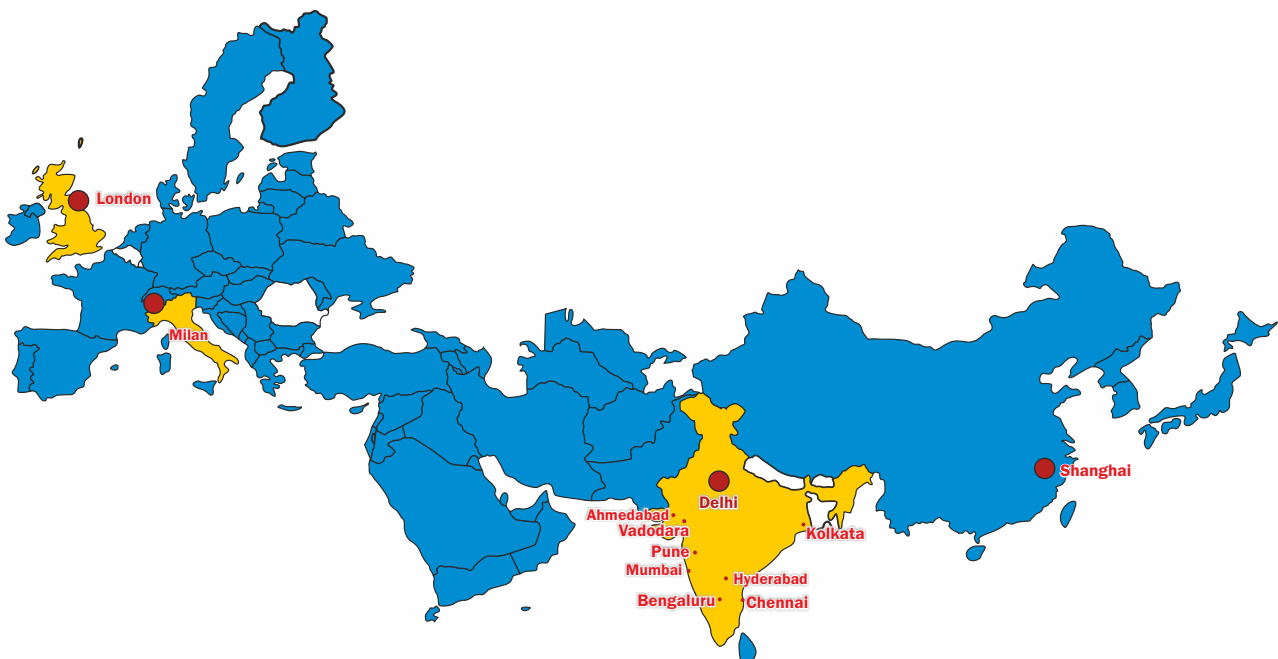 London
Milan
Shanghai
Delhi
Ahmedabad
Vadodara
Kolkata
Pune
Mumbai
Hyderabad
Bengaluru
Chennai